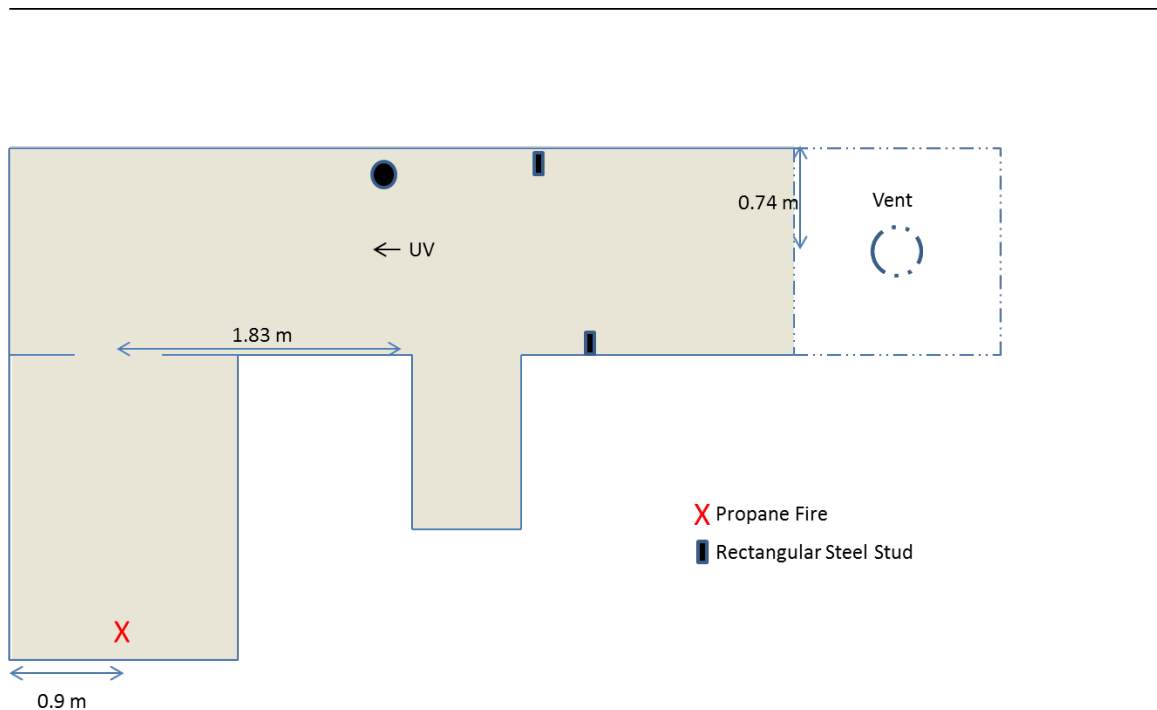 0.74 m
Vent
← UV
1.83 m
X Propane Fire
Rectangular Steel Stud
X
0.9 m